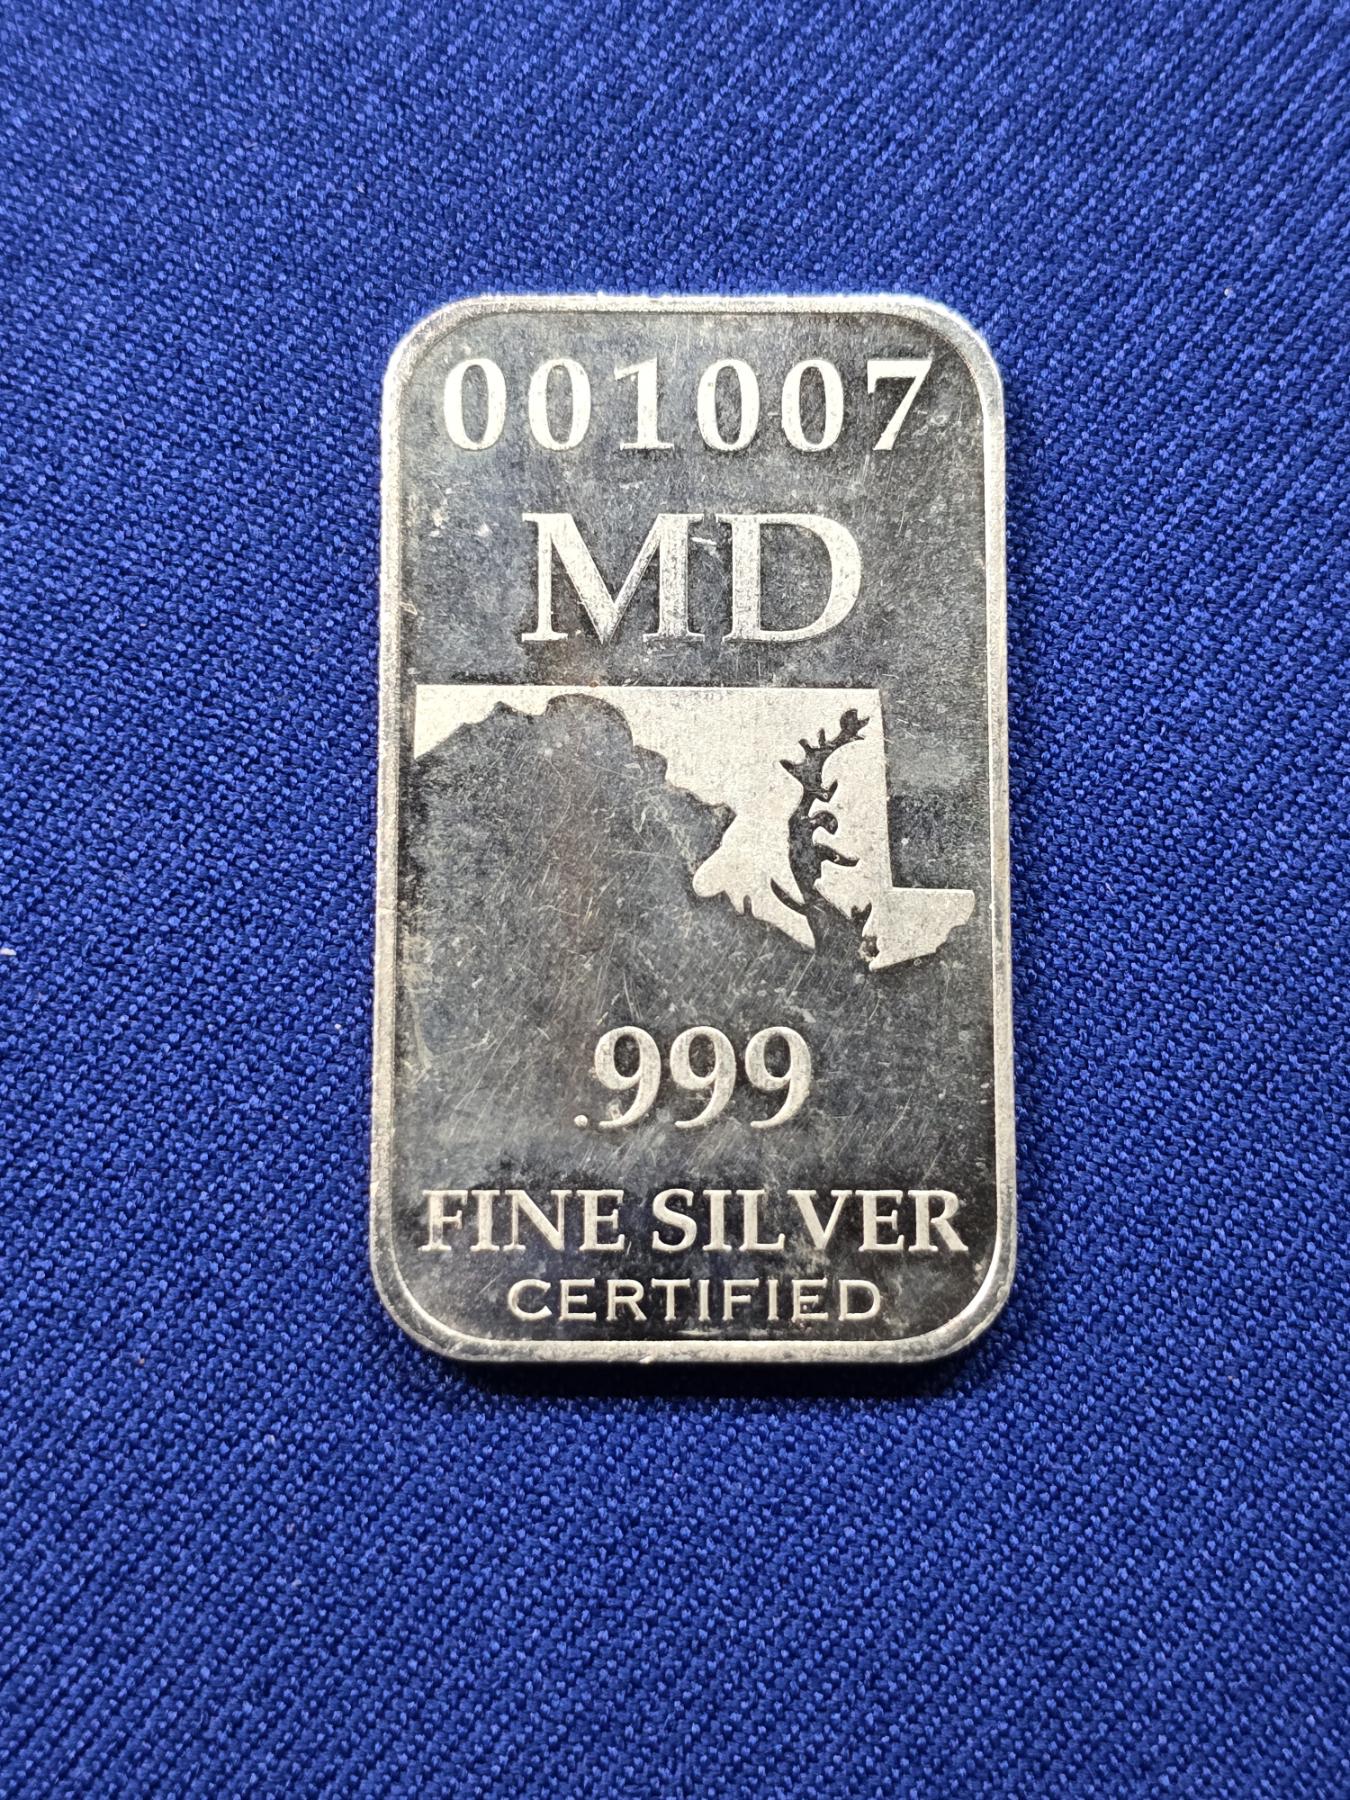 001007
MD
.999
FINE SILVER
CERTIFIED